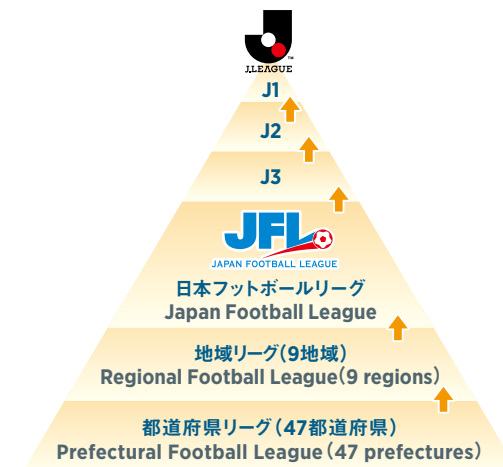 J.LEAGUE™
J1
J2
J3
JFL
JAPAN FOOTBALL LEAGUE
日本フットボールリーグ
Japan Football League
地域リーグ（9地域）
Regional Football League（9 regions）
都道府県リーグ（47都道府県）
Prefectural Football League（47 prefectures）